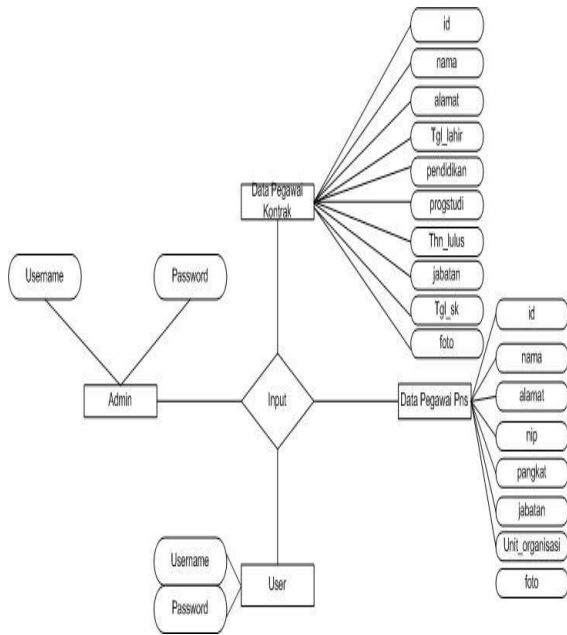 id
nama
alamat
Tgl_lahir
pendidikan
progstudi
Thn_lulus
jabatan
Tgl_sk
foto
Data Pegawai
Kontrak
Username
Password
Admin
Input
Data Pegawai Pns
id
nama
alamat
nip
pangkat
jabatan
Unit_organisasi
foto
Username
Password
User